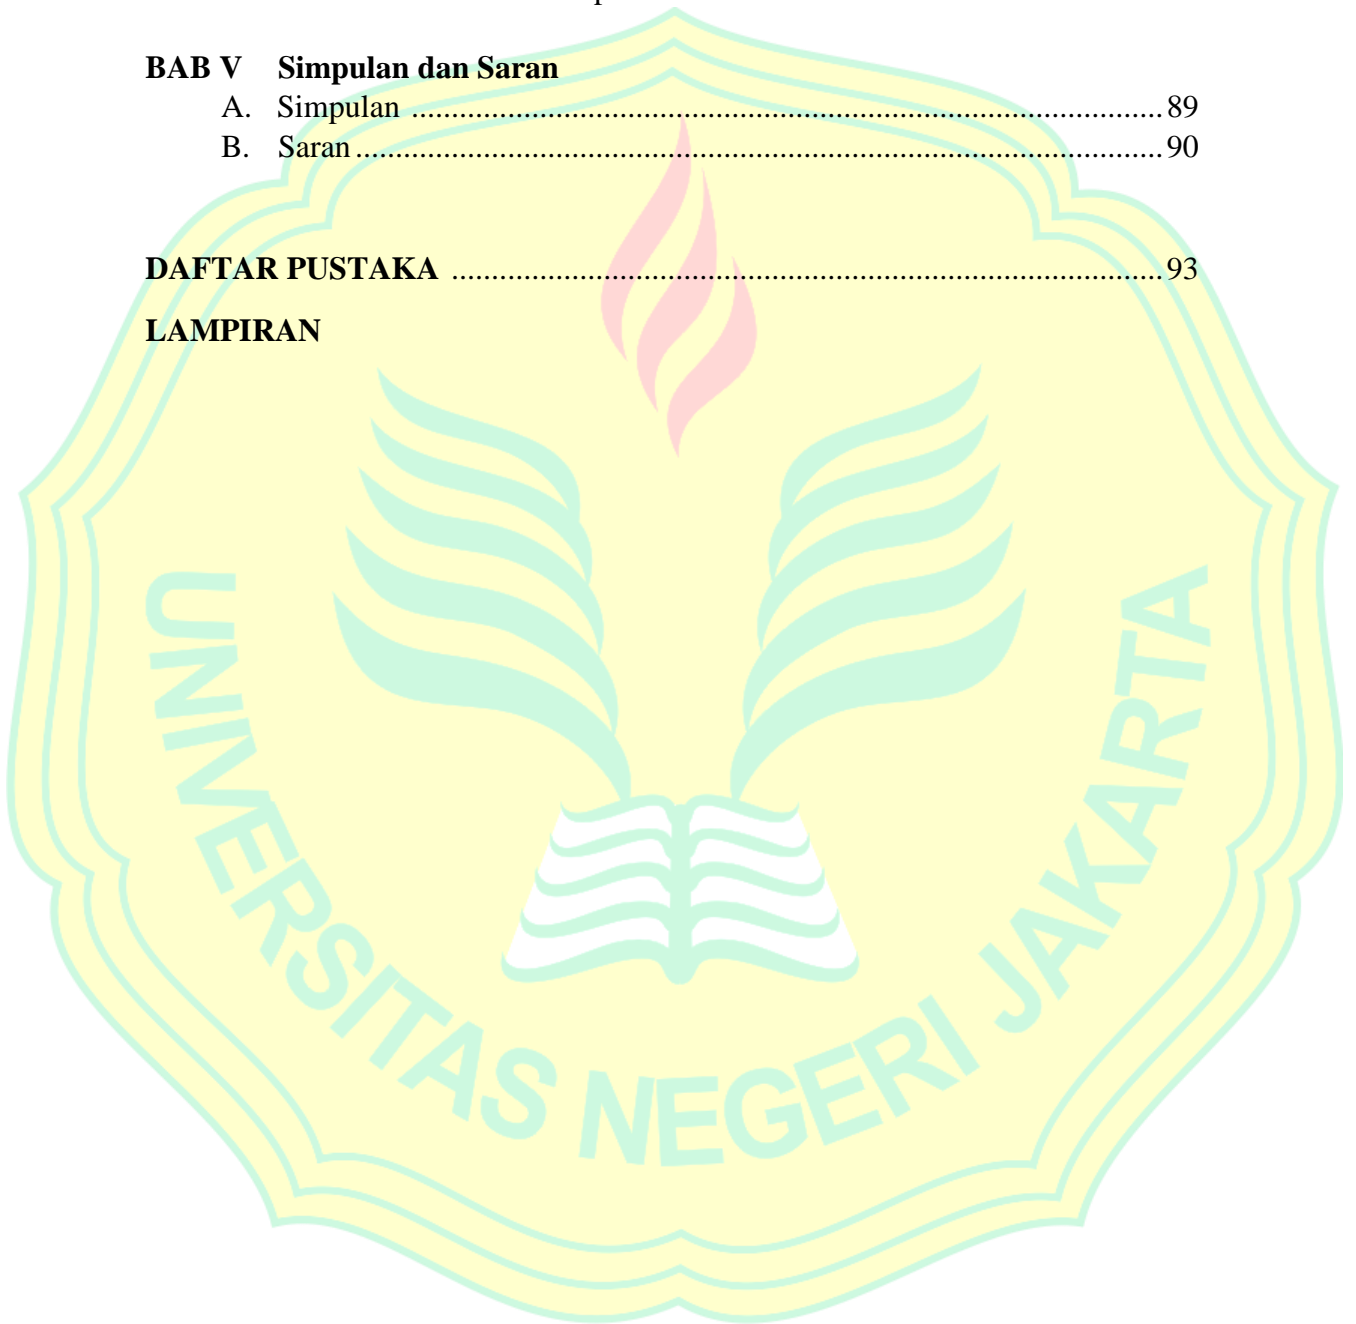 BAB V Simpulan dan Saran
A. Simpulan ................................................................................................ 89
B. Saran ....................................................................................................... 90
DAFTAR PUSTAKA ........................................................................................... 93
LAMPIRAN
UNIVERSITAS NEGERI JAKARTA